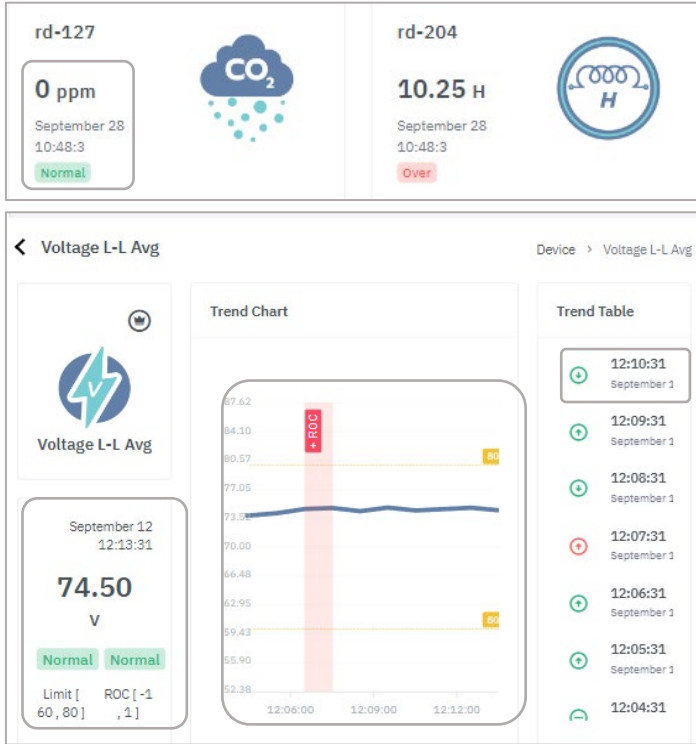 rd-127
0 ppm
September 28
10:48:3
Normal
CO2
rd-204
10.25 H
September 28
10:48:3
Over
H
Voltage L-L Avg
Device > Voltage L-L Avg
V
Voltage L-L Avg
September 12
12:13:31
74.50
V
Normal Normal
Limit [ 60 , 80 ]
ROC [ -1 , 1 ]
Trend Chart
87.62
84.10
80.57
77.05
73.52
70.00
66.48
62.95
59.43
55.90
52.38
+ ROC
80
60
12:06:00 12:09:00 12:12:00
Trend Table
12:10:31
September 1
12:09:31
September 1
12:08:31
September 1
12:07:31
September 1
12:06:31
September 1
12:05:31
September 1
12:04:31